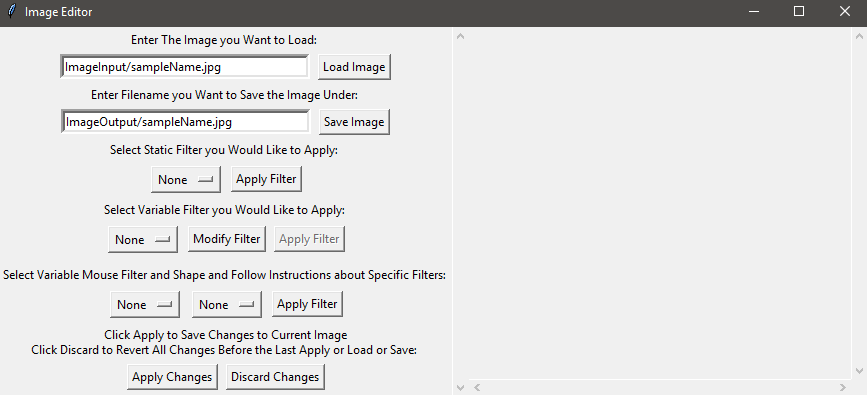 Image Editor
Enter The Image you Want to Load:
ImageInput/sampleName.jpg Load Image
Enter Filename you Want to Save the Image Under:
ImageOutput/sampleName.jpg Save Image
Select Static Filter you Would Like to Apply:
None Apply Filter
Select Variable Filter you Would Like to Apply:
None Modify Filter Apply Filter
Select Variable Mouse Filter and Shape and Follow Instructions about Specific Filters:
None None Apply Filter
Click Apply to Save Changes to Current Image
Click Discard to Revert All Changes Before the Last Apply or Load or Save:
Apply Changes Discard Changes